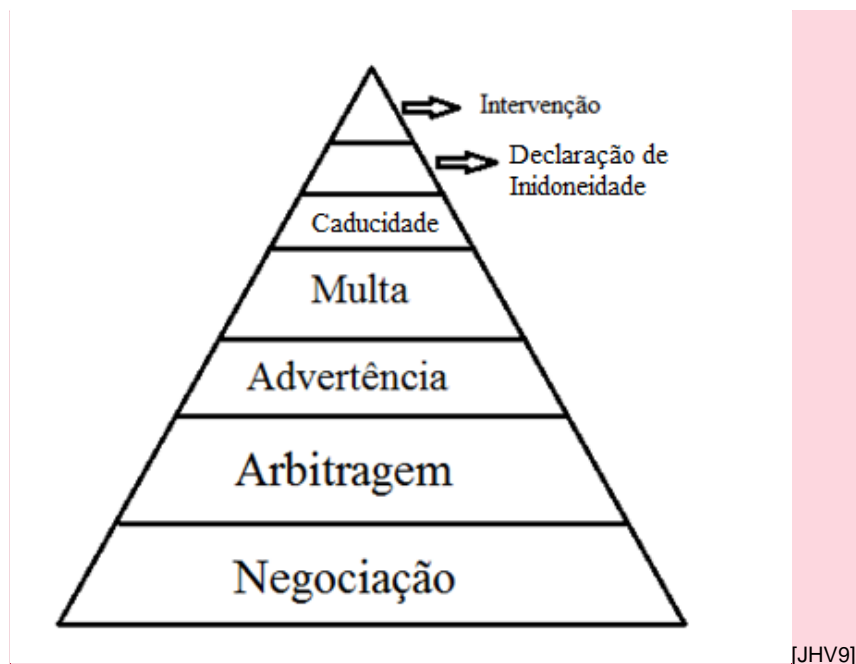 Intervenção
Declaração de
Inidoneidade
Caducidade
Multa
Advertência
Arbitragem
Negociação
[JHV9]